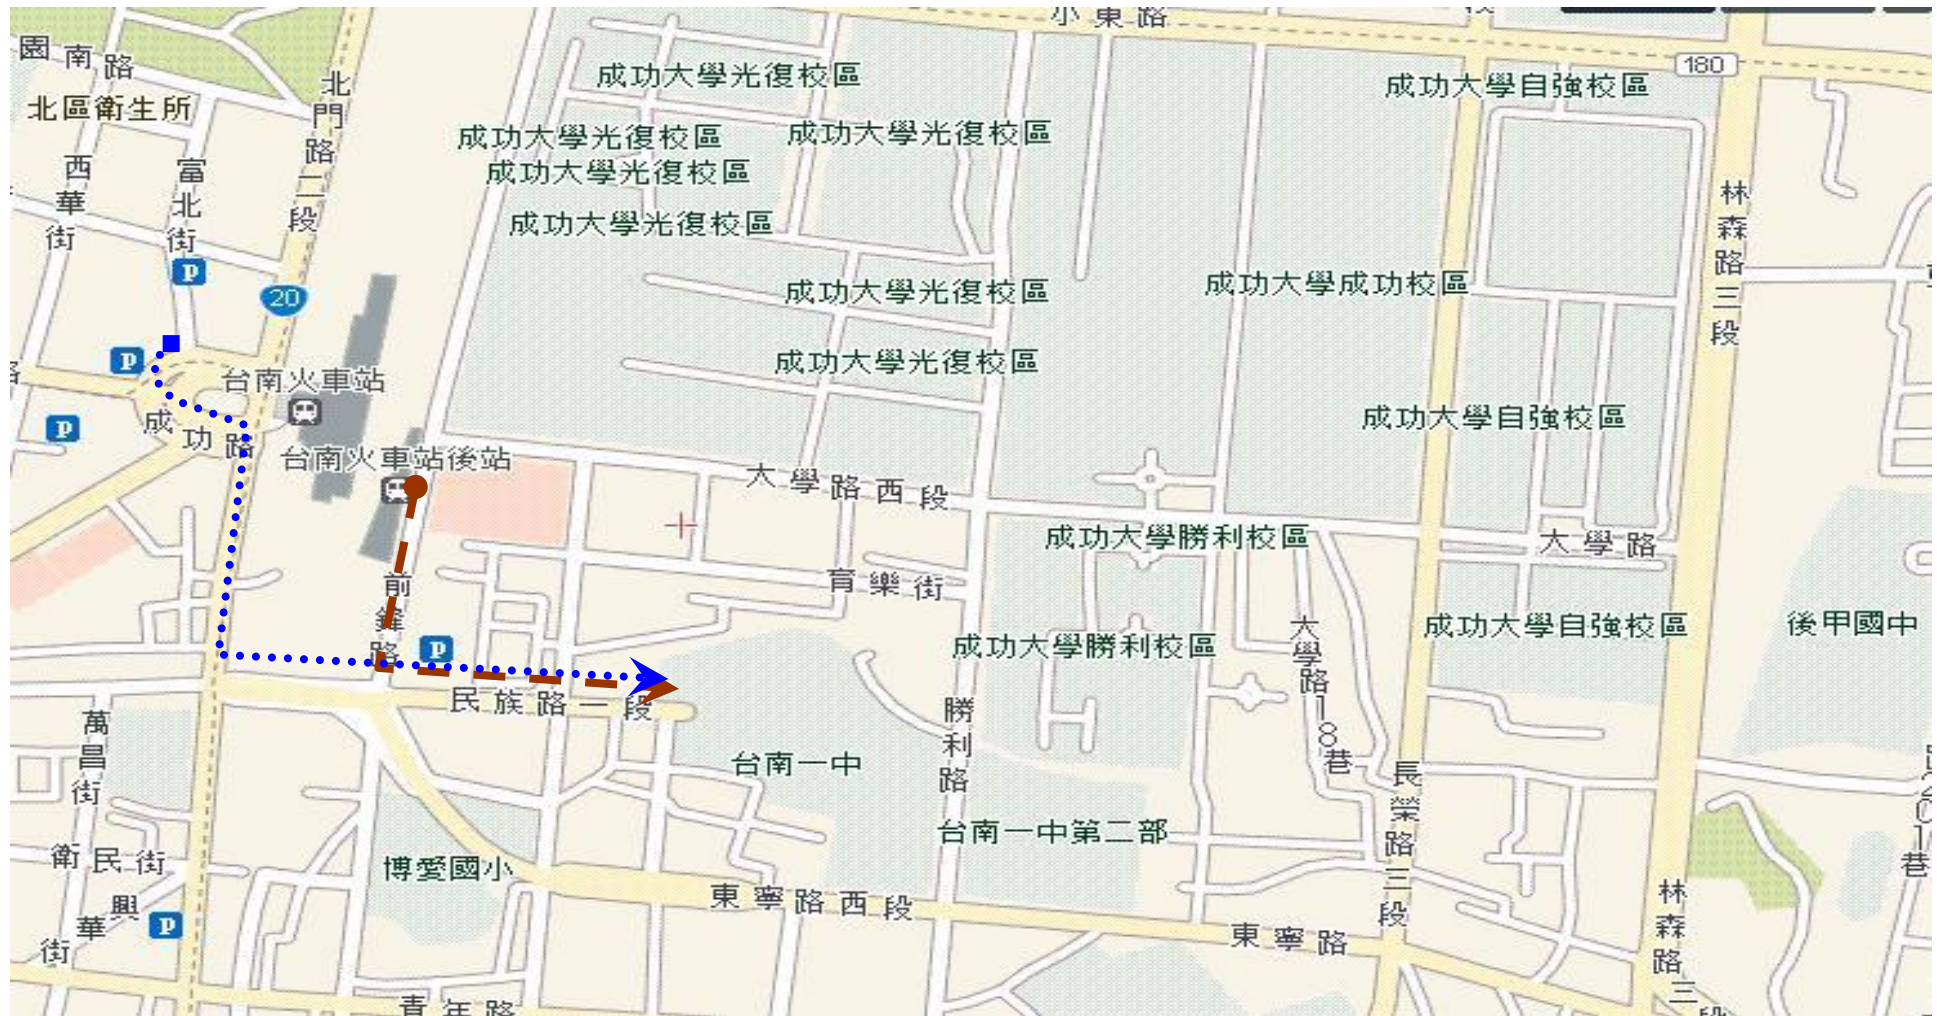 小東路
園南路
北區衛生所
北門路二段
西華街
富北街
成功大學光復校區
成功大學光復校區
成功大學光復校區
成功大學光復校區
成功大學光復校區
成功大學自強校區
180
林森路三段
P
20
成功大學光復校區
成功大學成功校區
P
台南火車站
成功大學光復校區
成功路
P
成功大學自強校區
台南火車站後站
大學路西段
成功大學勝利校區
大學路
前鋒路
育樂街
成功大學勝利校區
大學路18巷
成功大學自強校區
後甲國中
P
民族路一段
萬昌街
勝利路
台南一中
長榮路三段
台南一中第二部
衛民街
博愛國小
東寧路西段
興華街
P
東寧路
林森路三段
青年路